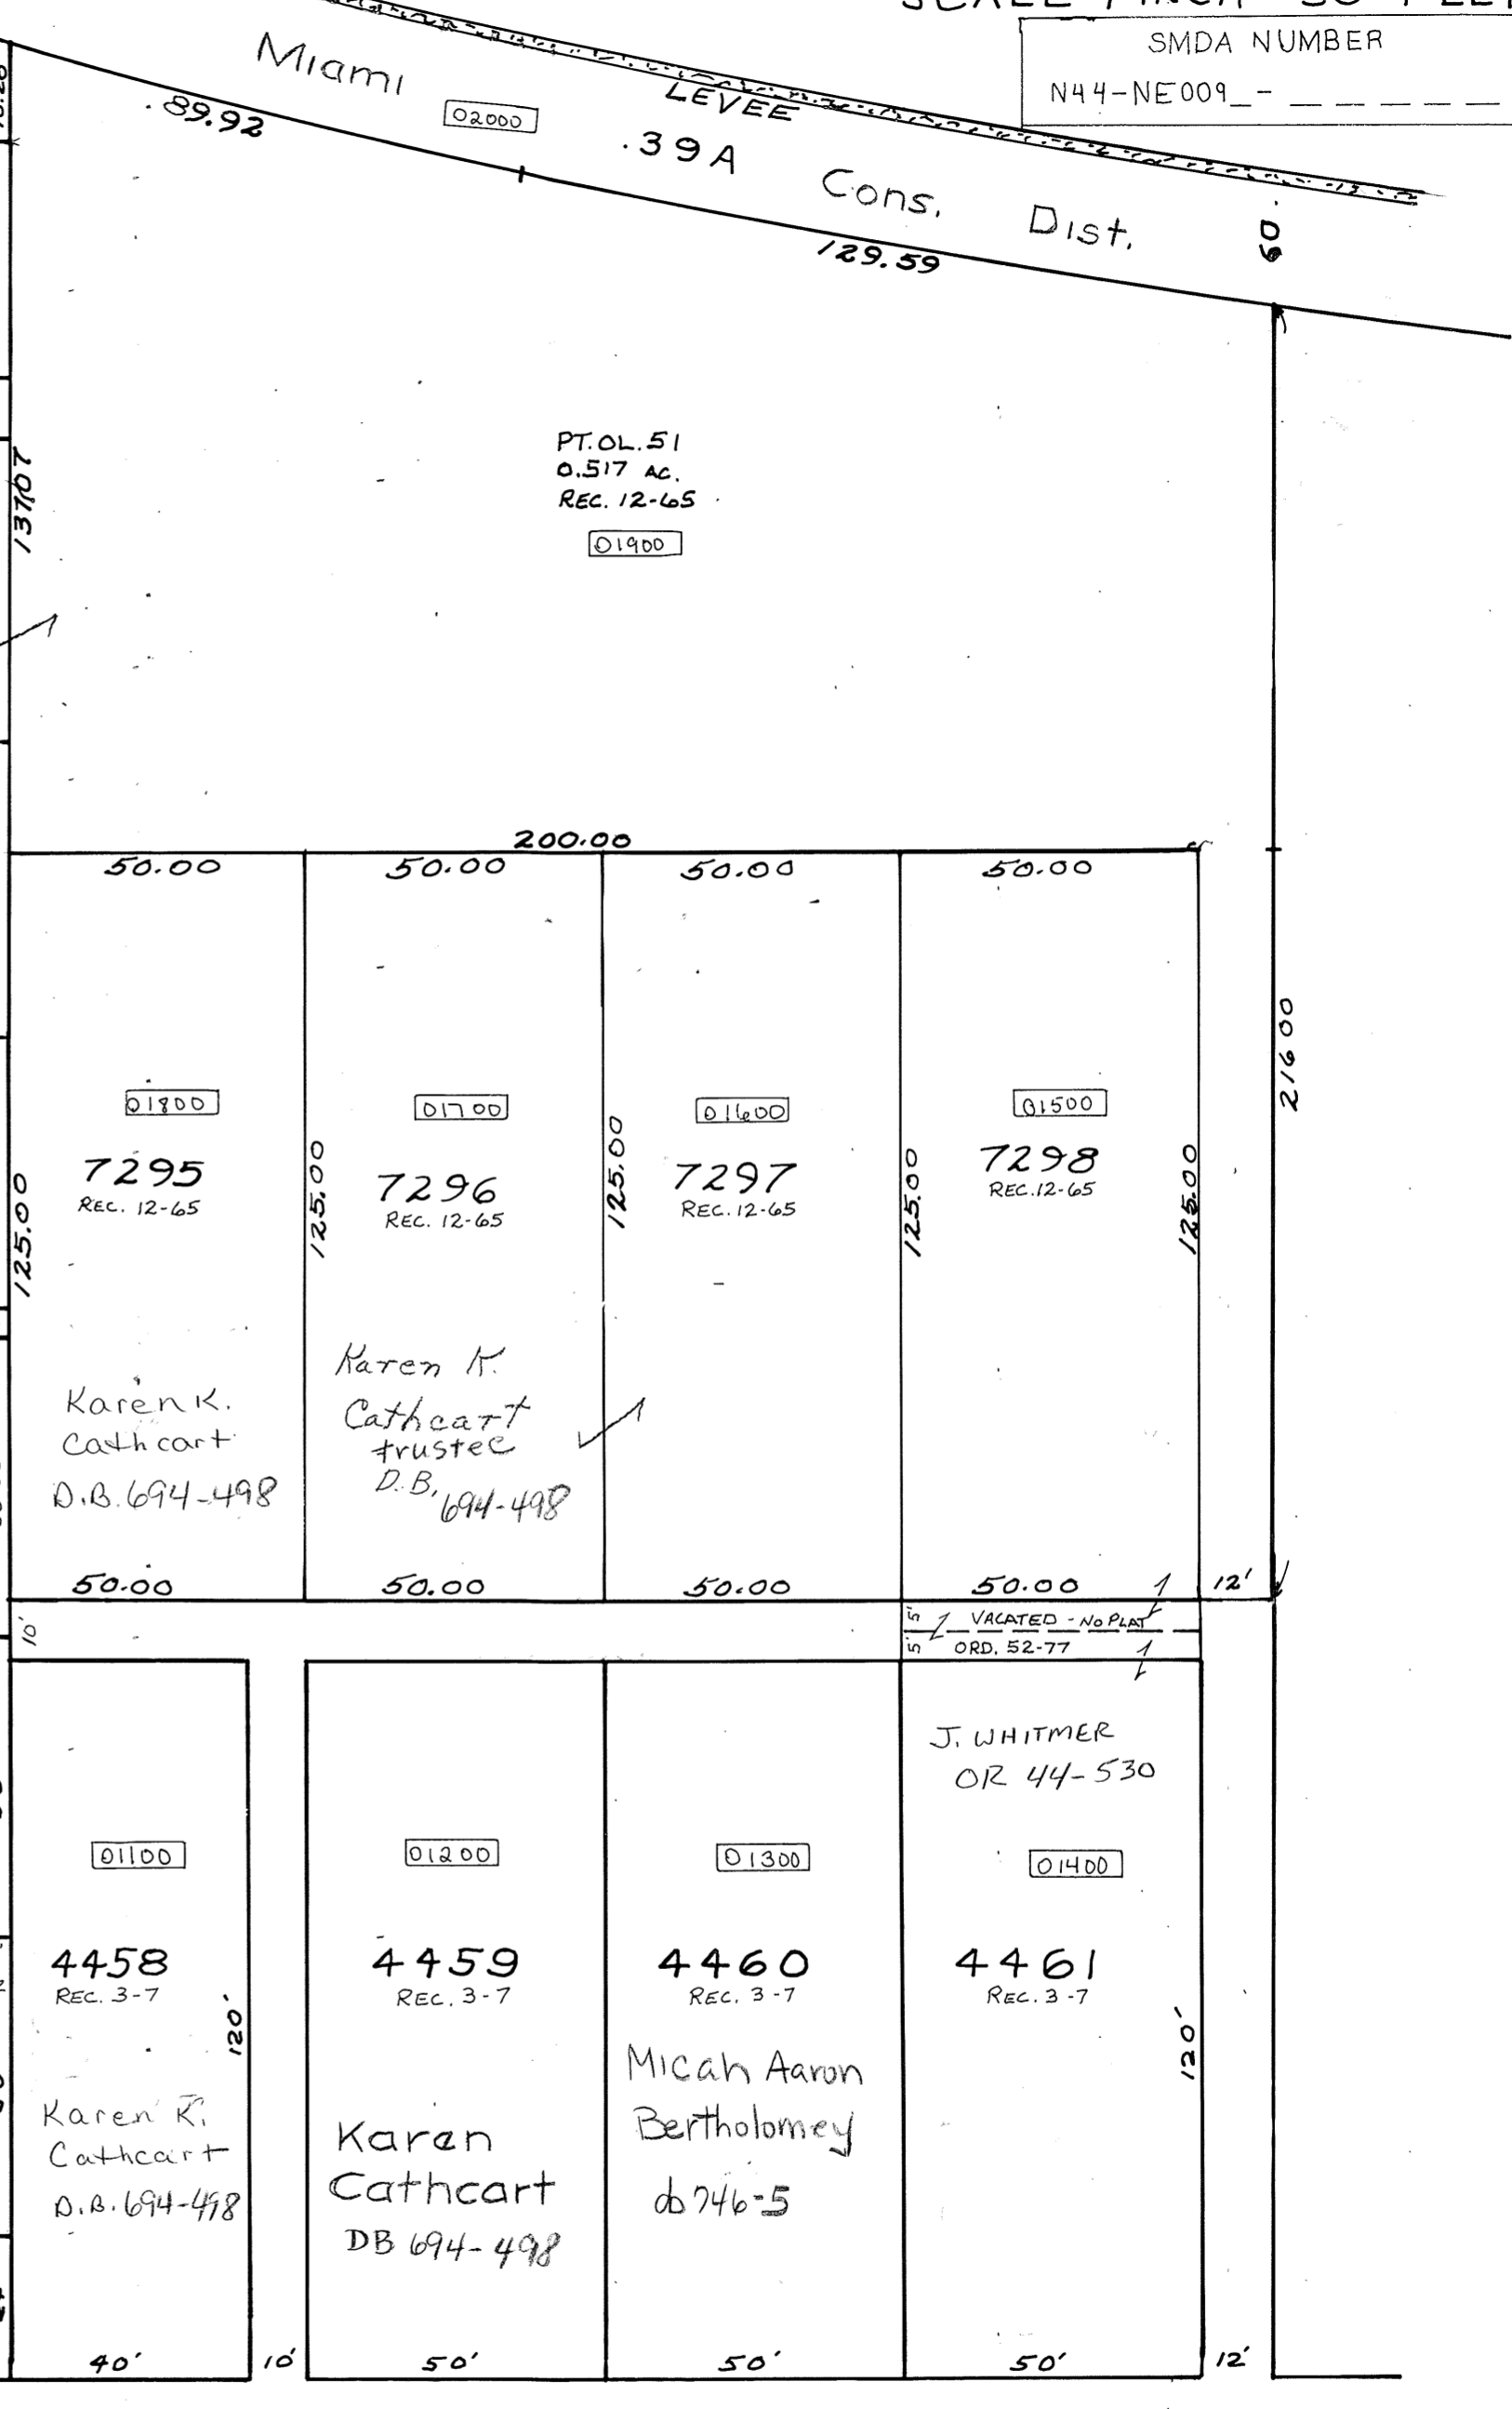 SMDA NUMBER
N44-NE009_- _ _ _ _ _
Miami
02000
LEVEE
.39A
Cons.
Dist.
89.92
129.59
60
137.07
PT. OL. 51
0.517 AC.
REC. 12-65
01900
200.00
50.00
50.00
50.00
50.00
216.00
01800
7295
REC. 12-65
125.00
Karen K.
Cathcart
D.B. 694-498
50.00
01700
7296
REC. 12-65
125.00
Karen K.
Cathcart
trustee
D.B. 694-498
50.00
01600
7297
REC. 12-65
125.00
50.00
01500
7298
REC. 12-65
125.00
125.00
50.00
12'
10'
5'
5'
VACATED - NO PLAT
ORD. 52-77
01100
4458
REC. 3-7
120'
Karen K.
Cathcart
D.B. 694-498
40'
10'
01200
4459
REC. 3-7
Karen
Cathcart
DB 694-498
50'
01300
4460
REC. 3-7
Micah Aaron
Bertholomey
db 746-5
50'
J. WHITMER
OR 44-530
01400
4461
REC. 3-7
120'
50'
12'